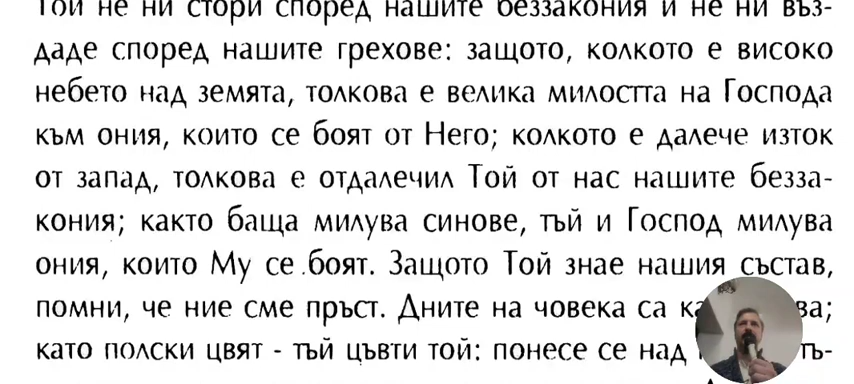 Той не ни стори според нашите беззакония и не ни въз-
даде според нашите грехове: защото, колкото е високо
небето над земята, толкова е велика милостта на Господа
към ония, които се боят от Него; колкото е далече изток
от запад, толкова е отдалечил Той от нас нашите безза-
кония; както баща милува синове, тъй и Господ милува
ония, които Му се боят. Защото Той знае нашия състав,
помни, че ние сме пръст. Дните на човека са
като полски цвят - тъй цъвти той: понесе се над